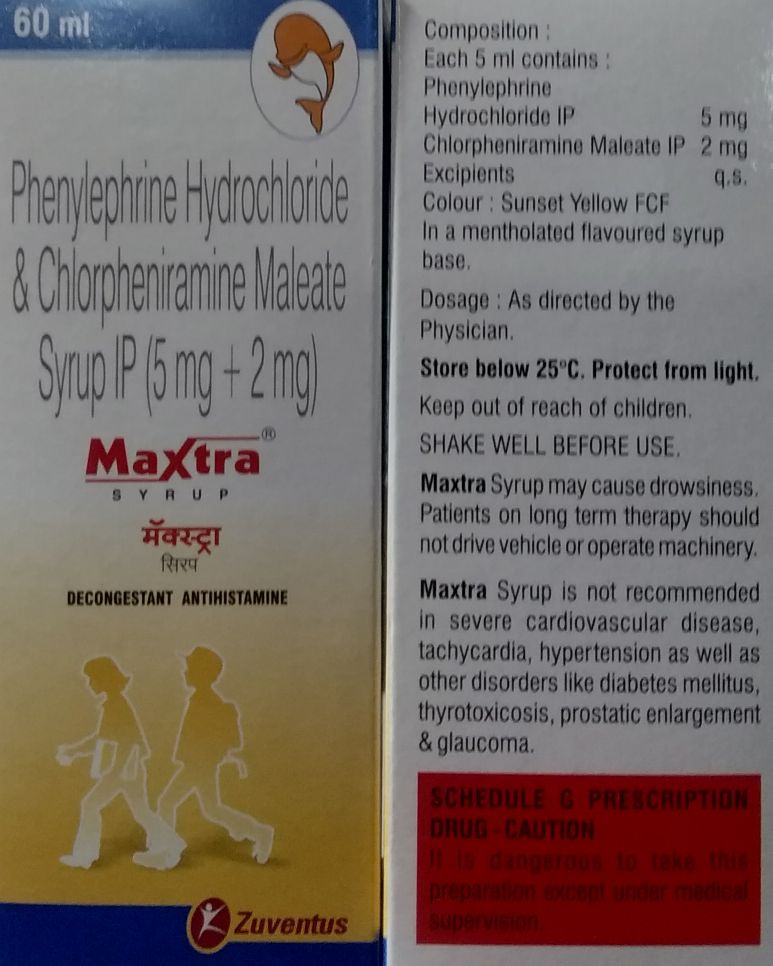 60 ml
Phenylephrine Hydrochloride
& Chlorpheniramine Maleate
Syrup IP (5 mg + 2 mg)
Maxtra®
SYRUP
मॅक्स्ट्रा
सिरप
DECONGESTANT ANTIHISTAMINE
Zuventus
Composition :
Each 5 ml contains :
Phenylephrine
Hydrochloride IP 5 mg
Chlorpheniramine Maleate IP 2 mg
Excipients q.s.
Colour : Sunset Yellow FCF
In a mentholated flavoured syrup
base.
Dosage : As directed by the
Physician.
Store below 25°C. Protect from light.
Keep out of reach of children.
SHAKE WELL BEFORE USE.
Maxtra Syrup may cause drowsiness.
Patients on long term therapy should
not drive vehicle or operate machinery.
Maxtra Syrup is not recommended
in severe cardiovascular disease,
tachycardia, hypertension as well as
other disorders like diabetes mellitus,
thyrotoxicosis, prostatic enlargement
& glaucoma.
SCHEDULE G PRESCRIPTION
DRUG - CAUTION
It is dangerous to take this
preparation except under medical
supervision.